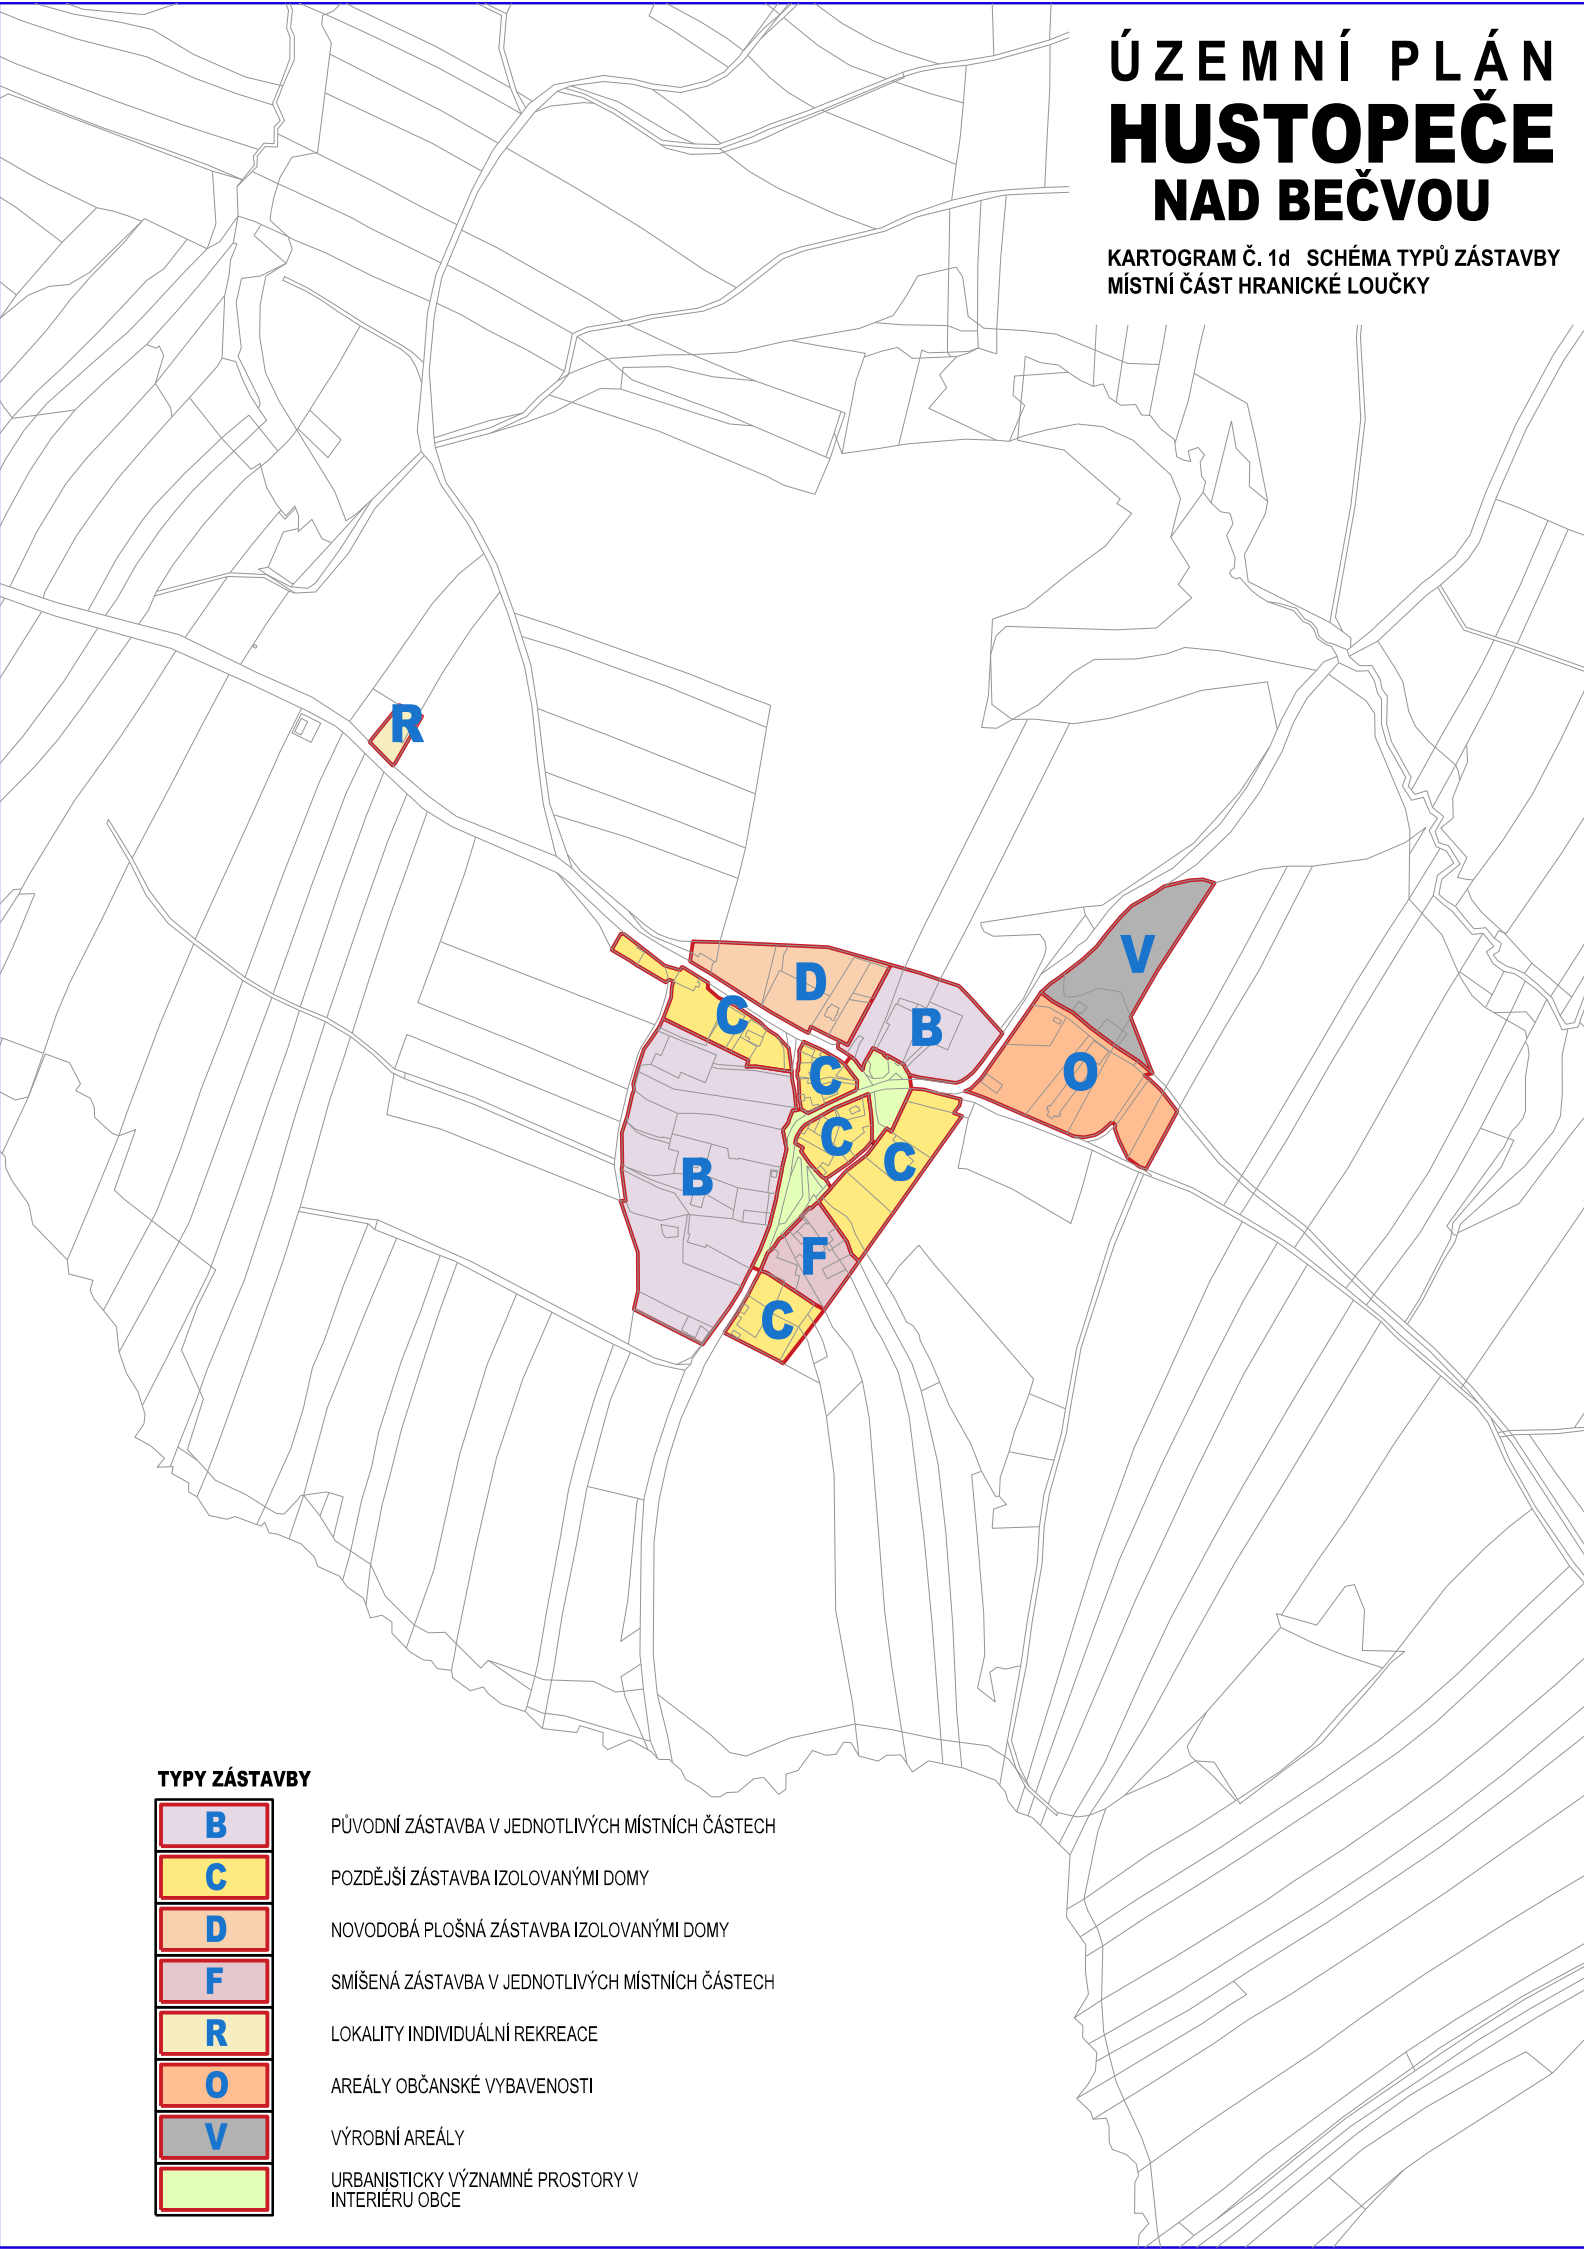 ÚZEMNÍ PLÁN
HUSTOPEČE
NAD BEČVOU
KARTOGRAM Č. 1d SCHÉMA TYPŮ ZÁSTAVBY
MÍSTNÍ ČÁST HRANICKÉ LOUČKY
R
V
D
C
B
O
C
C
C
B
F
C
TYPY ZÁSTAVBY
B PŮVODNÍ ZÁSTAVBA V JEDNOTLIVÝCH MÍSTNÍCH ČÁSTECH
C POZDĚJŠÍ ZÁSTAVBA IZOLOVANÝMI DOMY
D NOVODOBÁ PLOŠNÁ ZÁSTAVBA IZOLOVANÝMI DOMY
F SMÍŠENÁ ZÁSTAVBA V JEDNOTLIVÝCH MÍSTNÍCH ČÁSTECH
R LOKALITY INDIVIDUÁLNÍ REKREACE
O AREÁLY OBČANSKÉ VYBAVENOSTI
V VÝROBNÍ AREÁLY
URBANISTICKY VÝZNAMNÉ PROSTORY V
INTERIÉRU OBCE